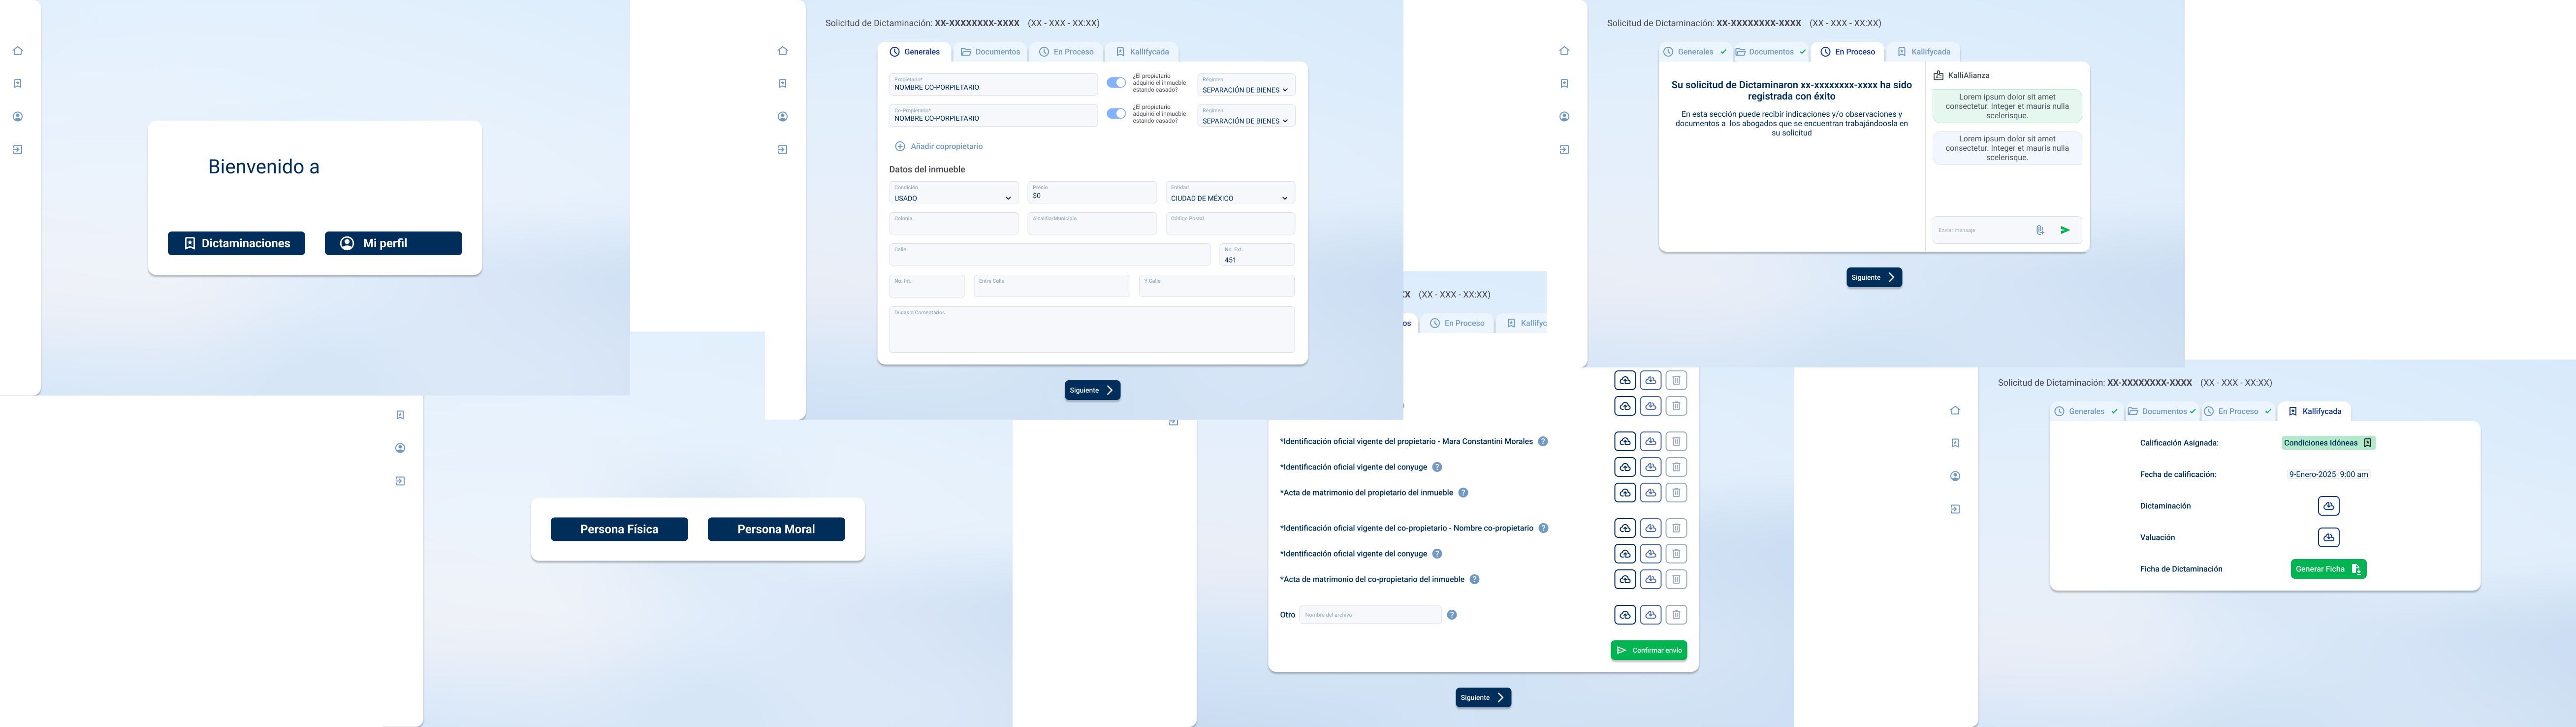 Bienvenido a
Dictaminaciones
Mi perfil
Persona Física
Persona Moral
Solicitud de Dictaminación: XX-XXXXXXXX-XXXX (XX - XXX - XX:XX)
Generales
Documentos
En Proceso
Kallifycada
Propietario*
NOMBRE CO-PORPIETARIO
¿El propietario
adquirió el inmueble
estando casado?
Régimen
SEPARACIÓN DE BIENES
Co-Propietario*
NOMBRE CO-PORPIETARIO
¿El propietario
adquirió el inmueble
estando casado?
Régimen
SEPARACIÓN DE BIENES
Añadir copropietario
Datos del inmueble
Condición
USADO
Precio
$0
Entidad
CIUDAD DE MÉXICO
Colonia
Alcaldía/Municipio
Código Postal
Calle
No. Ext.
451
No. Int.
Entre Calle
Y Calle
Dudas o Comentarios
Siguiente
XX (XX - XXX - XX:XX)
os
En Proceso
Kallifyc
*Identificación oficial vigente del propietario - Mara Constantini Morales
*Identificación oficial vigente del conyuge
*Acta de matrimonio del propietario del inmueble
*Identificación oficial vigente del co-propietario - Nombre co-propietario
*Identificación oficial vigente del conyuge
*Acta de matrimonio del co-propietario del inmueble
Otro
Nombre del archivo
Confirmar envío
Siguiente
Solicitud de Dictaminación: XX-XXXXXXXX-XXXX (XX - XXX - XX:XX)
Generales
Documentos
En Proceso
Kallifycada
Su solicitud de Dictaminaron xx-xxxxxxxx-xxxx ha sido
registrada con éxito
En esta sección puede recibir indicaciones y/o observaciones y
documentos a los abogados que se encuentran trabajándoosla en
su solicitud
KalliAlianza
Lorem ipsum dolor sit amet
consectetur. Integer et mauris nulla
scelerisque.
Lorem ipsum dolor sit amet
consectetur. Integer et mauris nulla
scelerisque.
Enviar mensaje
Siguiente
Solicitud de Dictaminación: XX-XXXXXXXX-XXXX (XX - XXX - XX:XX)
Generales
Documentos
En Proceso
Kallifycada
Calificación Asignada:
Condiciones Idóneas
Fecha de calificación:
9-Enero-2025 9:00 am
Dictaminación
Valuación
Ficha de Dictaminación
Generar Ficha